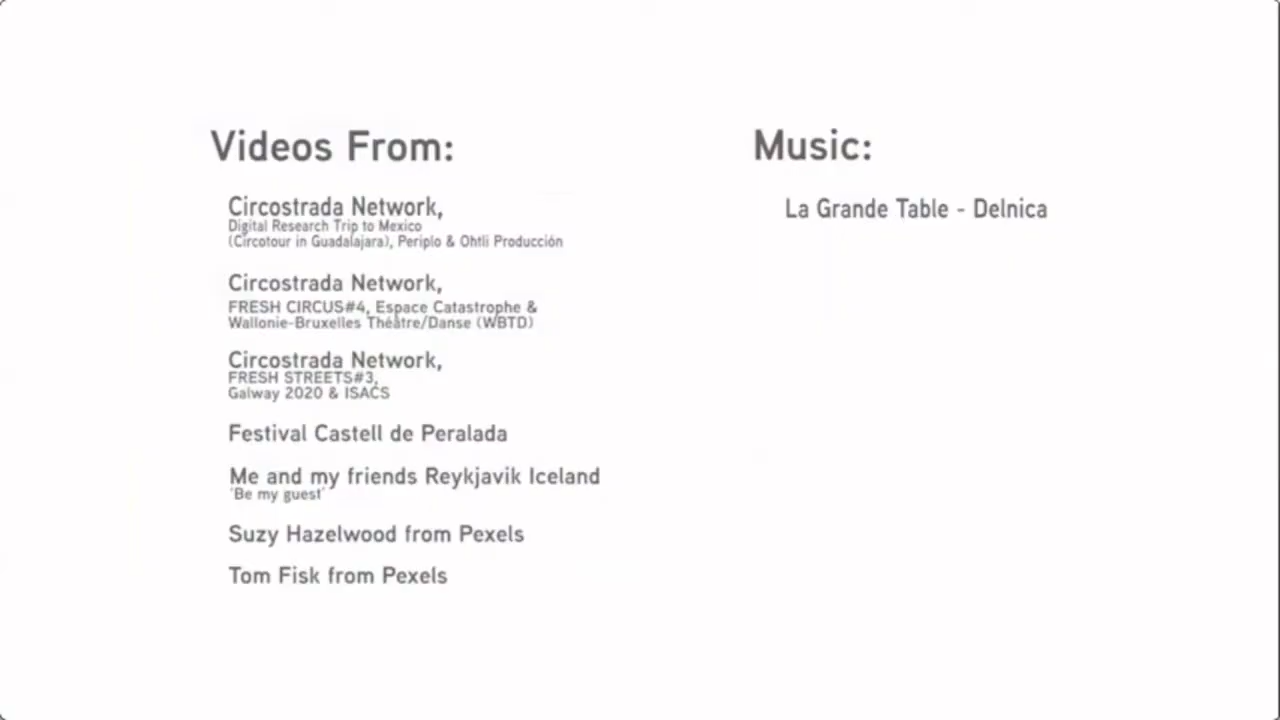 Videos From:
Circostrada Network,
Digital Research Trip to Mexico
(Circotour in Guadalajara), Periplo & Ohtli Producción
Circostrada Network,
FRESH CIRCUS#4, Espace Catastrophe &
Wallonie-Bruxelles Théâtre/Danse (WBTD)
Circostrada Network,
FRESH STREETS#3,
Galway 2020 & ISACS
Festival Castell de Peralada
Me and my friends Reykjavik Iceland
'Be my guest'
Suzy Hazelwood from Pexels
Tom Fisk from Pexels
Music:
La Grande Table - Delnica